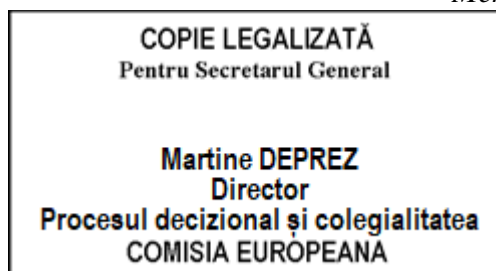 COPIE LEGALIZATĂ
Pentru Secretarul General
Martine DEPREZ
Director
Procesul decizional și colegialitatea
COMISIA EUROPEANA